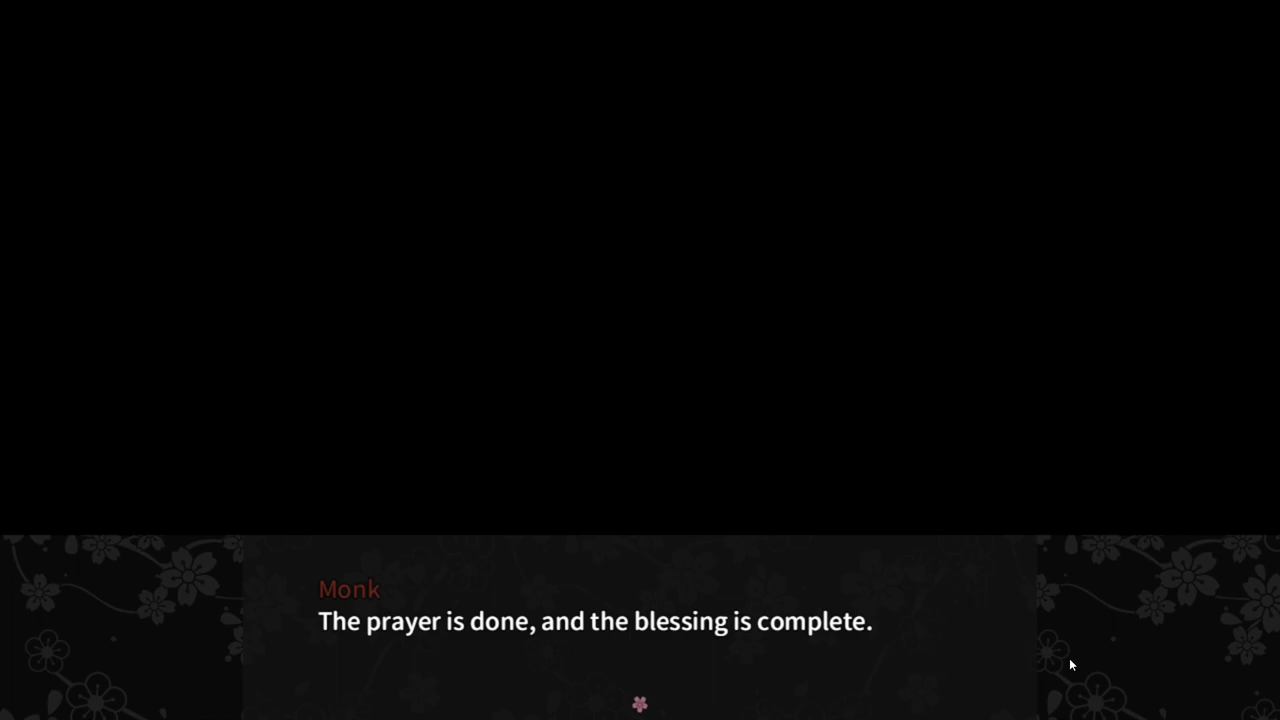 Monk
The prayer is done, and the blessing is complete.